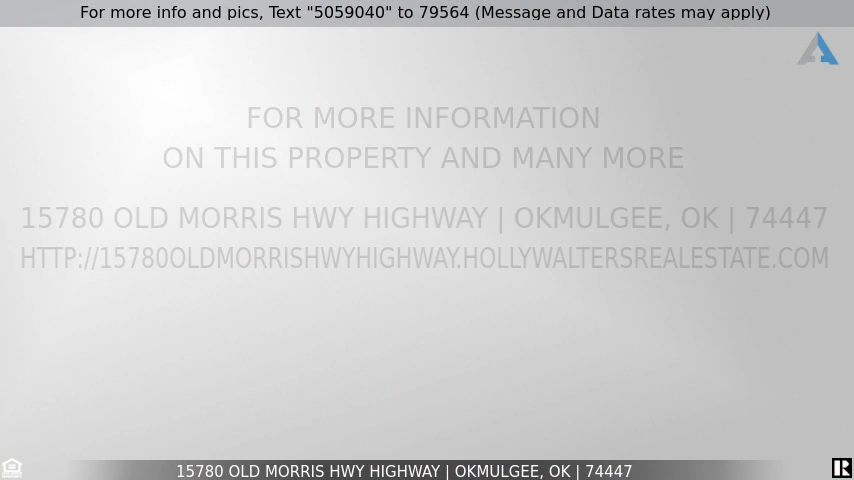 For more info and pics, Text "5059040" to 79564 (Message and Data rates may apply)
FOR MORE INFORMATION
ON THIS PROPERTY AND MANY MORE
15780 OLD MORRIS HWY HIGHWAY | OKMULGEE, OK | 74447
HTTP://15780OLDMORRISHWYHIGHWAY.HOLLYWALTERSREALESTATE.COM
15780 OLD MORRIS HWY HIGHWAY | OKMULGEE, OK | 74447